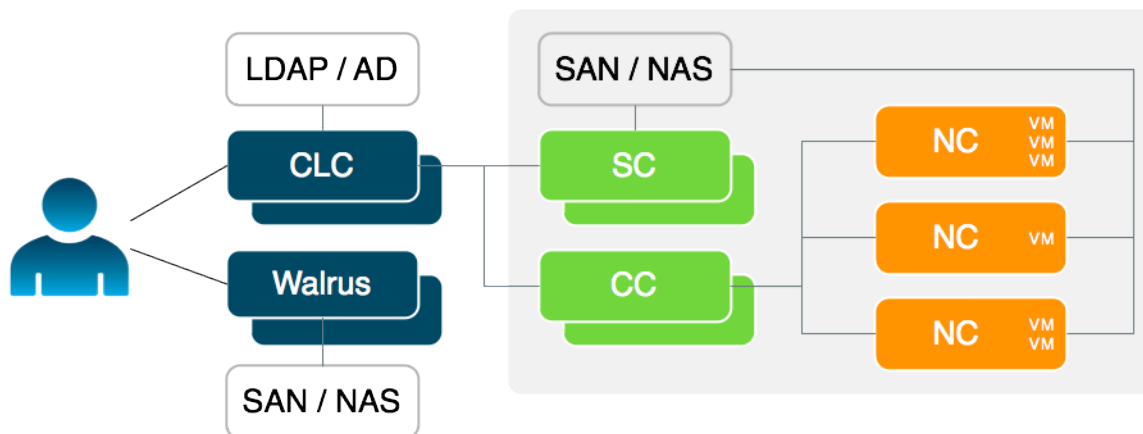 LDAP / AD
SAN / NAS
CLC
SC
NC
VM
VM
VM
NC
VM
Walrus
CC
NC
VM
VM
SAN / NAS